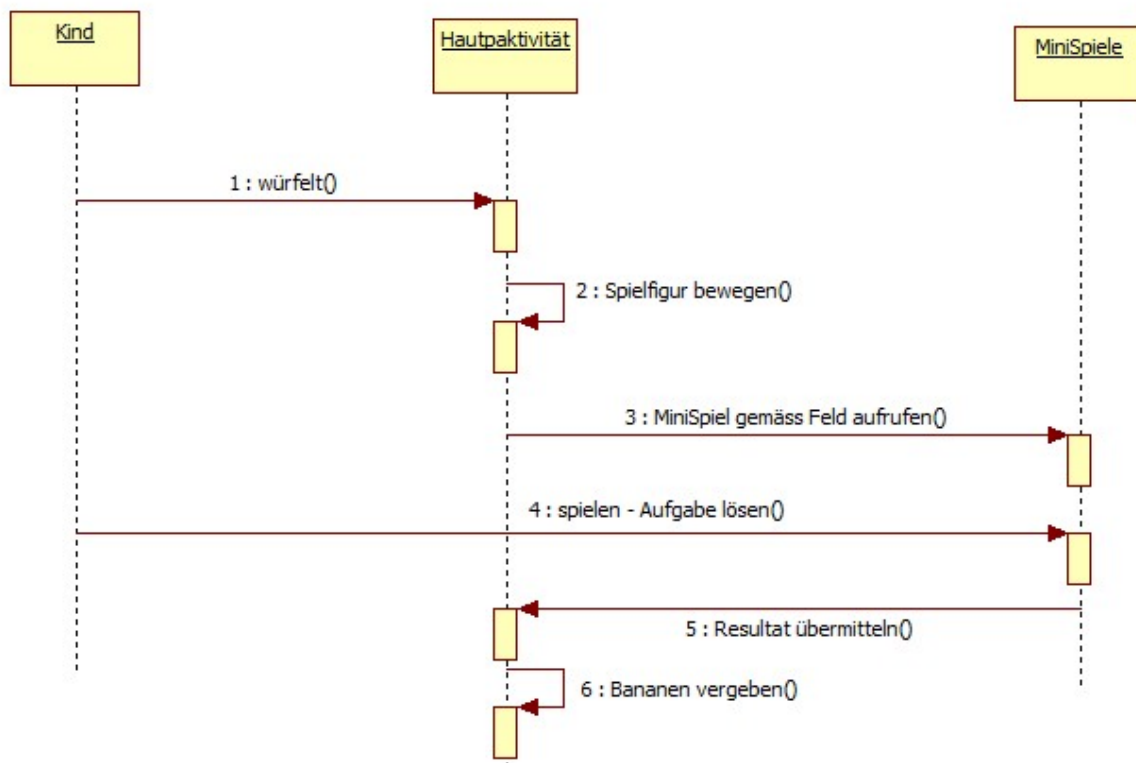 Kind
Hautpaktivität
MiniSpiele
1 : würfelt()
2 : Spielfigur bewegen()
3 : MiniSpiel gemäss Feld aufrufen()
4 : spielen - Aufgabe lösen()
5 : Resultat übermitteln()
6 : Bananen vergeben()